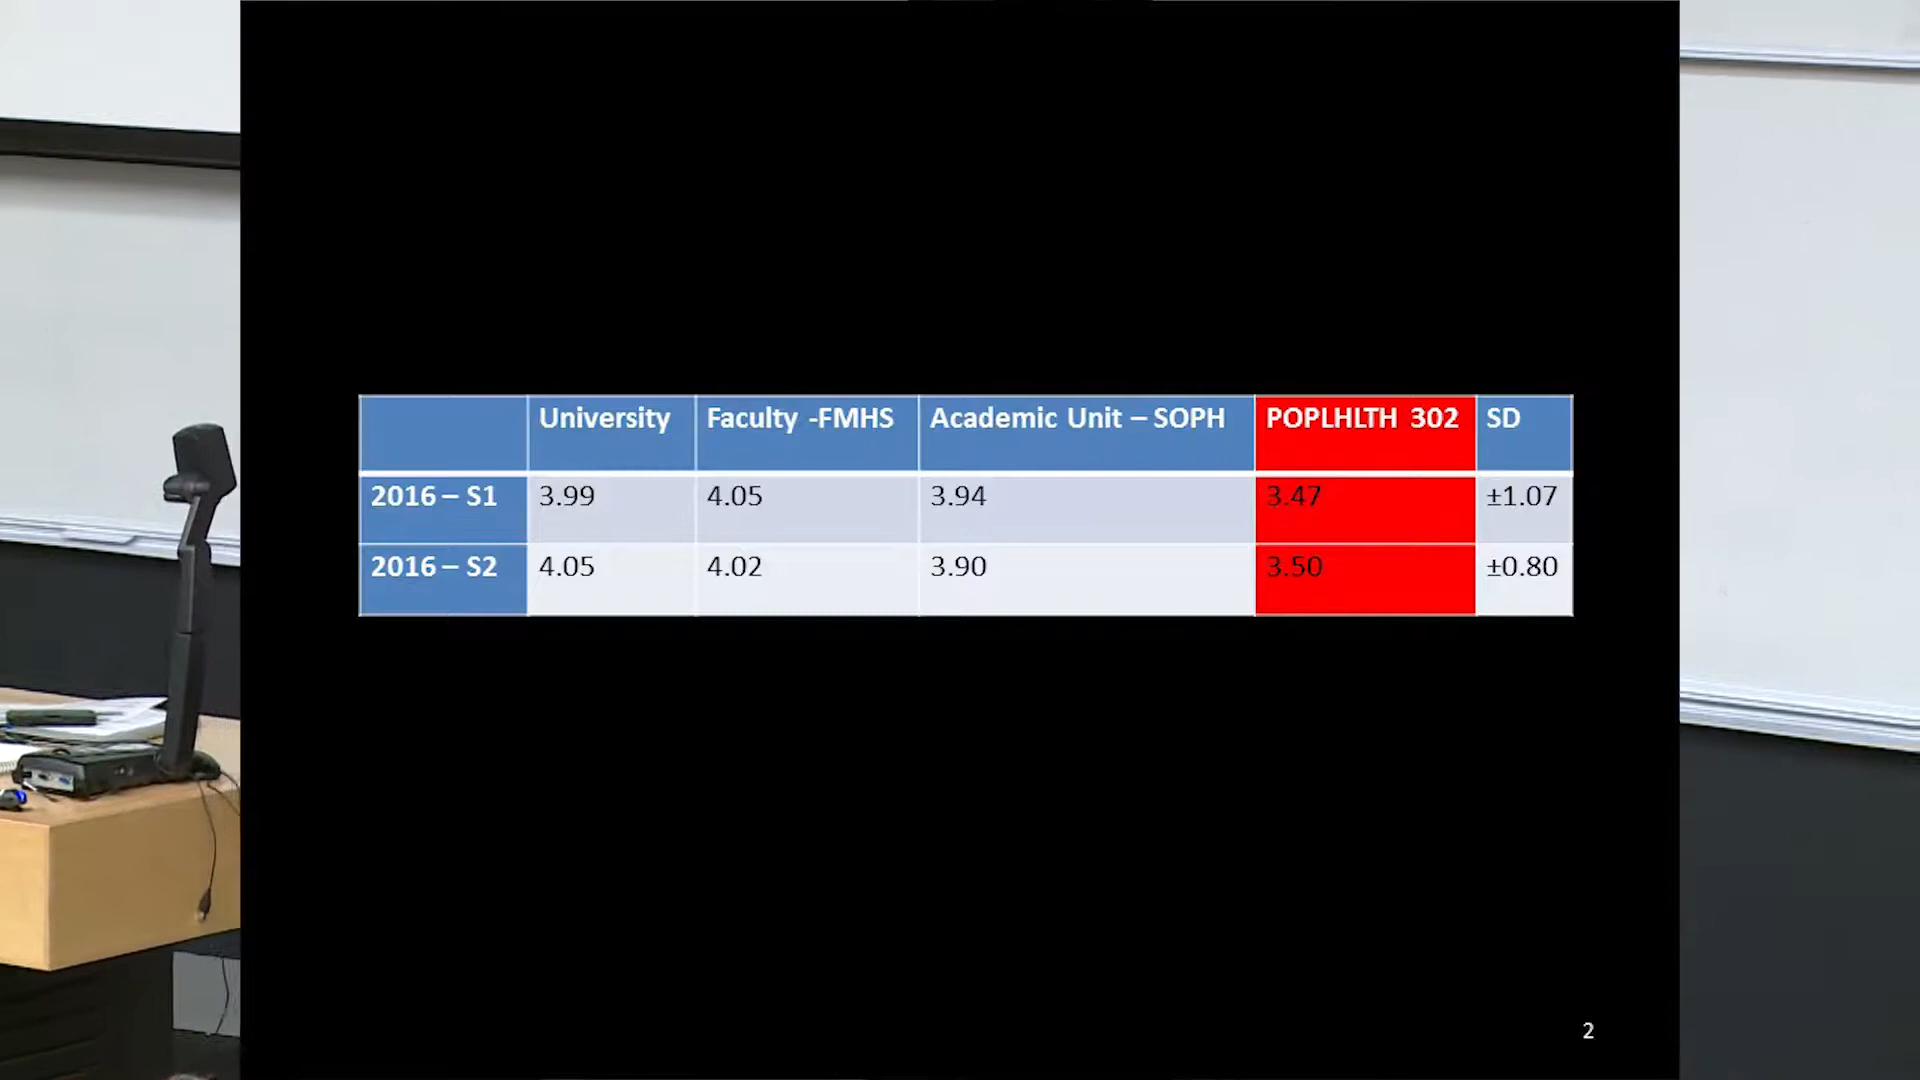 University Faculty -FMHS Academic Unit – SOPH POPLHLTH 302 SD
2016 – S1 3.99 4.05 3.94 3.47 ±1.07
2016 – S2 4.05 4.02 3.90 3.50 ±0.80
2